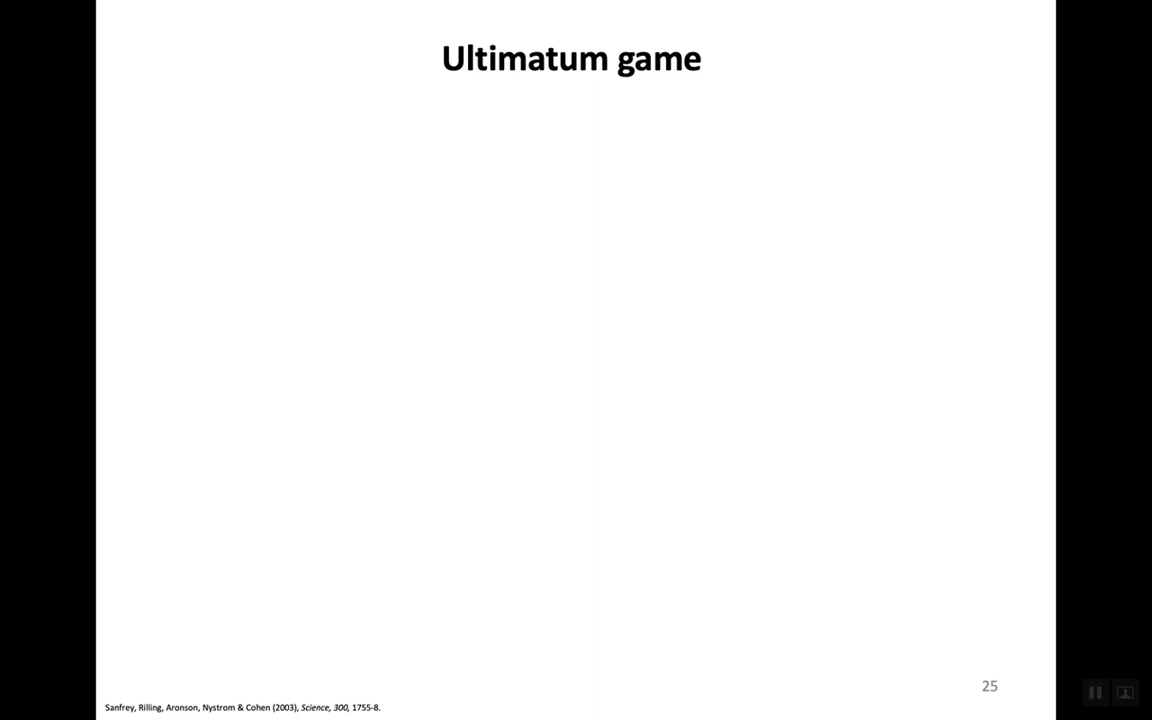 Ultimatum game
25
Sanfrey, Rilling, Aronson, Nystrom & Cohen (2003), Science, 300, 1755-8.